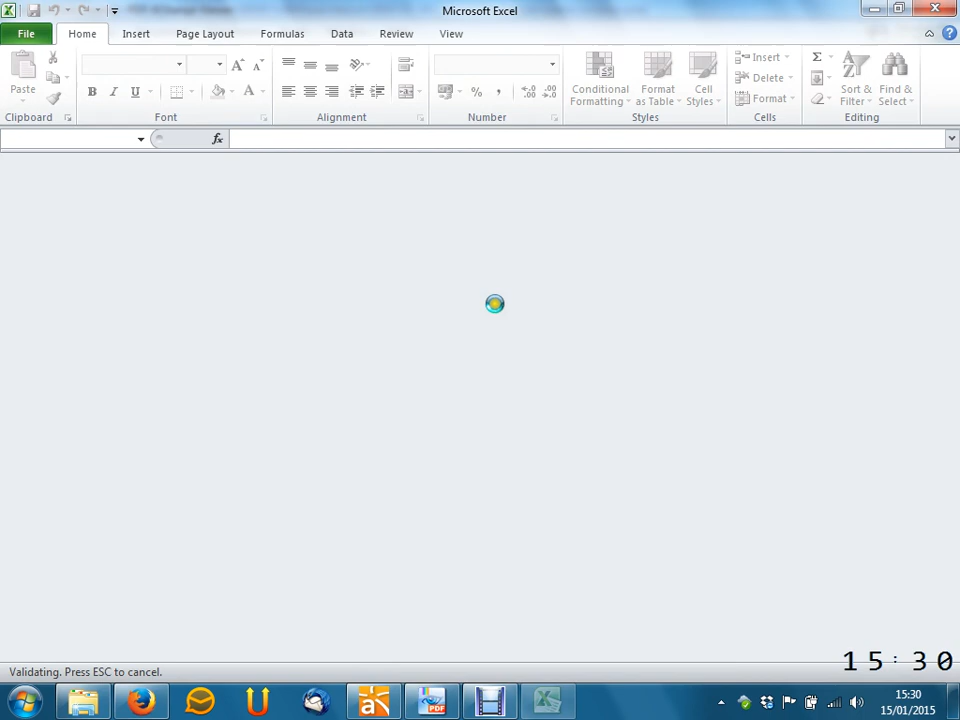 Microsoft Excel
File Home Insert Page Layout Formulas Data Review View
Paste
B I U A
fx
Σ
% ,
Conditional Formatting
Format as Table
Cell Styles
Insert
Delete
Format
Sort & Filter
Find & Select
Clipboard Font Alignment Number Styles Cells Editing
Validating. Press ESC to cancel.
15:30
PDF
15:30
15/01/2015